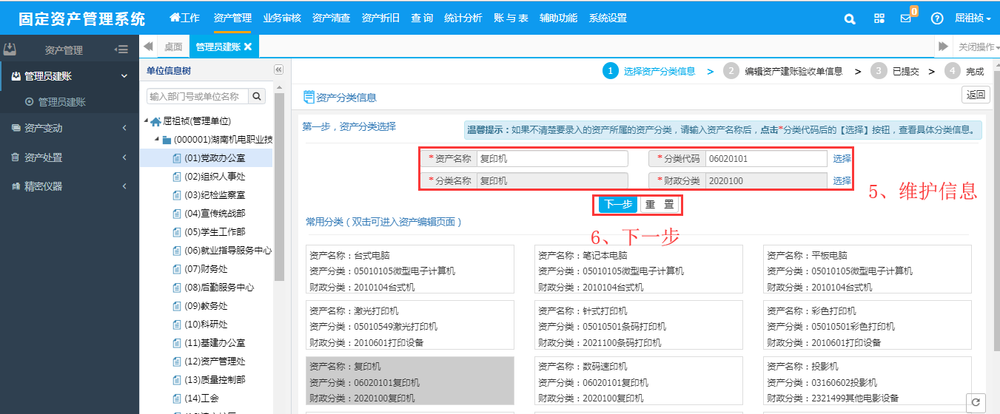 固定资产管理系统 工作 资产管理 业务审核 资产清查 资产折旧 查 询 统计分析 账 与 表 辅助功能 系统设置 0 屈祖祯
资产管理
桌面 管理员建账 关闭操作
管理员建账
管理员建账
资产变动
资产处置
精密仪器
单位信息树
输入部门号或单位名称
屈祖祯(管理单位)
(000001)湖南机电职业技
(01)党政办公室
(02)组织人事处
(03)纪检监察室
(04)宣传统战部
(05)学生工作部
(06)就业指导服务中心
(07)财务处
(08)后勤服务中心
(09)教务处
(10)科研处
(11)基建办公室
(12)资产管理处
(13)质量控制部
(14)工会
1 选择资产分类信息 > 2 编辑资产建账验收单信息 > 3 已提交 > 4 完成
资产分类信息 返回
第一步，资产分类选择
温馨提示：如果不清楚要录入的资产所属的资产分类，请输入资产名称后，点击*分类代码后的【选择】按钮，查看具体分类信息。
*资产名称 复印机 *分类代码 06020101 选择
*分类名称 复印机 *财政分类 2020100 选择
5、维护信息
下一步 重 置
6、下一步
常用分类（双击可进入资产编辑页面）
资产名称：台式电脑
资产分类：05010105微型电子计算机
财政分类：2010104台式机
资产名称：笔记本电脑
资产分类：05010105微型电子计算机
财政分类：2010104台式机
资产名称：平板电脑
资产分类：05010105微型电子计算机
财政分类：2010104台式机
资产名称：激光打印机
资产分类：05010549激光打印机
财政分类：2010601打印设备
资产名称：针式打印机
资产分类：05010501条码打印机
财政分类：2021100条码打印机
资产名称：彩色打印机
资产分类：05010501彩色打印机
财政分类：2010601打印设备
资产名称：复印机
资产分类：06020101复印机
财政分类：2020100复印机
资产名称：数码速印机
资产分类：06020101复印机
财政分类：2020100复印机
资产名称：投影机
资产分类：03160602投影机
财政分类：2321499其他电影设备